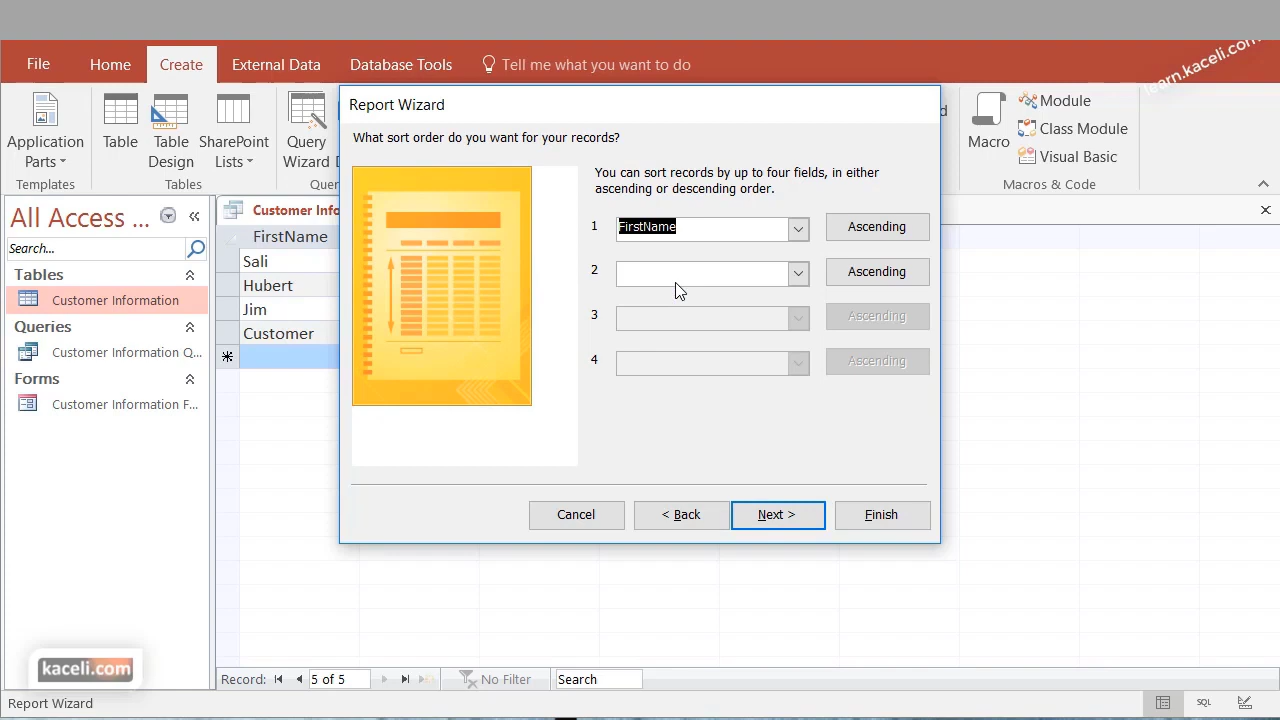 learn.kaceli.com
File Home Create External Data Database Tools Tell me what you want to do
Application Parts
Templates
Table
Table Design
SharePoint Lists
Tables
Query Wizard
Report Wizard
What sort order do you want for your records?
You can sort records by up to four fields, in either
ascending or descending order.
1 FirstName Ascending
2 Ascending
3 Ascending
4 Ascending
Cancel < Back Next > Finish
Macro
Module
Class Module
Visual Basic
Macros & Code
All Access ...
Search...
Tables
Customer Information
Queries
Customer Information Q...
Forms
Customer Information F...
Customer Info
FirstName
Sali
Hubert
Jim
Customer
kaceli.com
Record: 5 of 5 No Filter Search
Report Wizard SQL